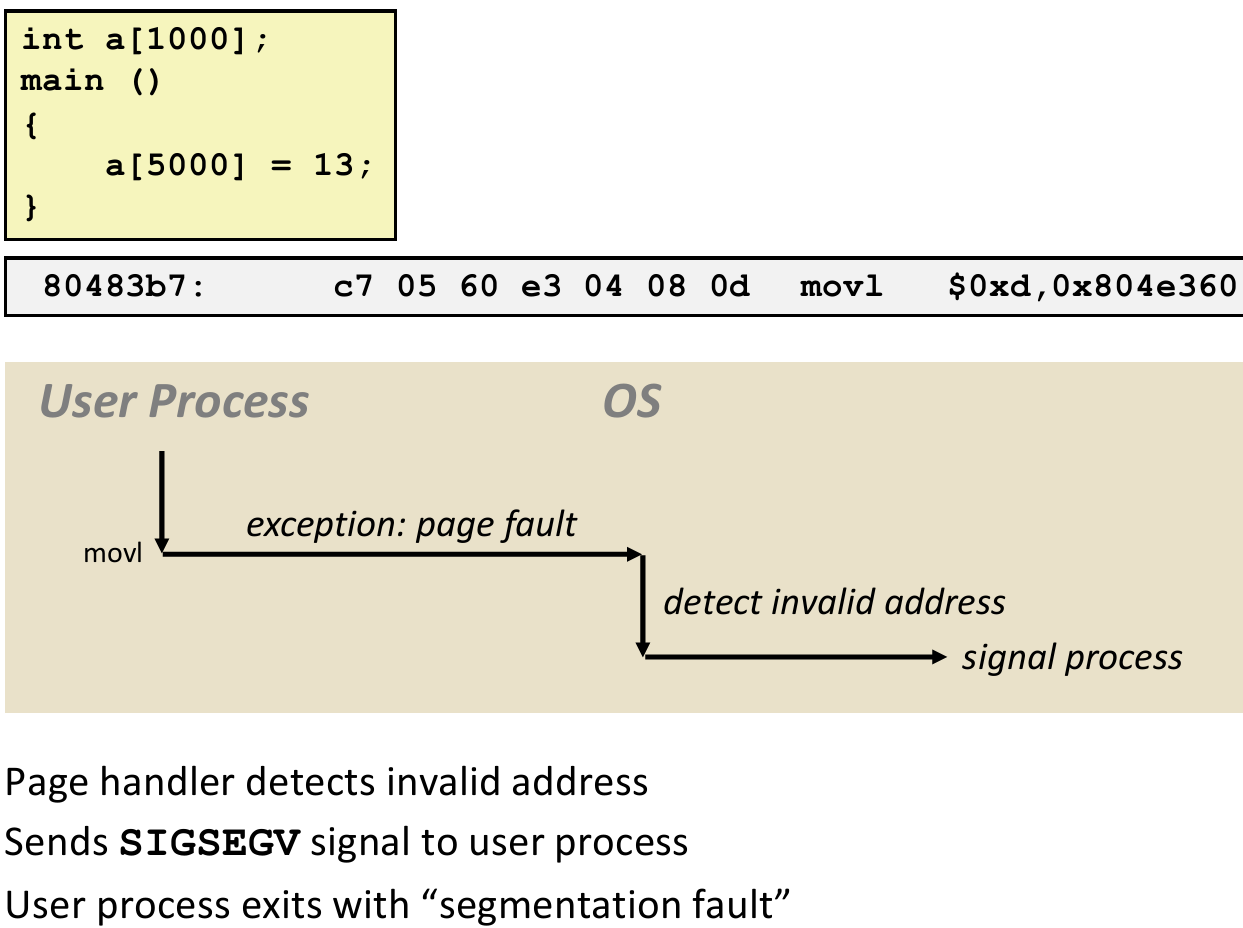 int a[1000];
main ()
{
    a[5000] = 13;
}
80483b7: c7 05 60 e3 04 08 0d movl $0xd,0x804e360
User Process OS
exception: page fault
movl
detect invalid address
signal process
Page handler detects invalid address
Sends SIGSEGV signal to user process
User process exits with “segmentation fault”